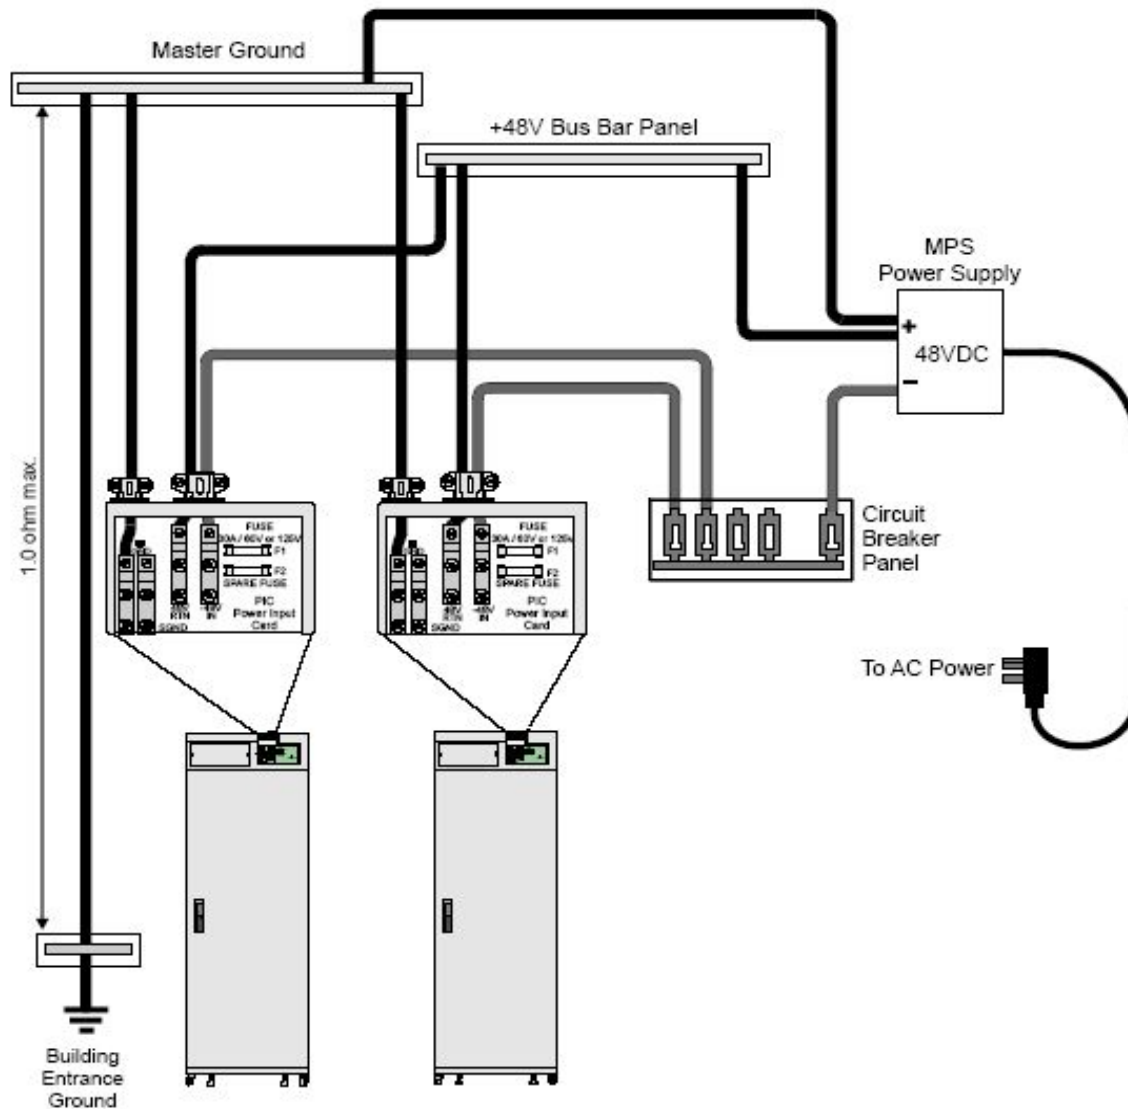 Master Ground
+48V Bus Bar Panel
MPS
Power Supply
+
48VDC
−
1.0 ohm max.
FUSE
30A / 60V or 125V
F1
F2
SPARE FUSE
RTN
IN
PIC
Power Input
Card
SGND
FUSE
30A / 60V or 125V
F1
F2
SPARE FUSE
48V
RTN
-48V
IN
PIC
Power Input
Card
SGND
Circuit
Breaker
Panel
To AC Power
Building
Entrance
Ground